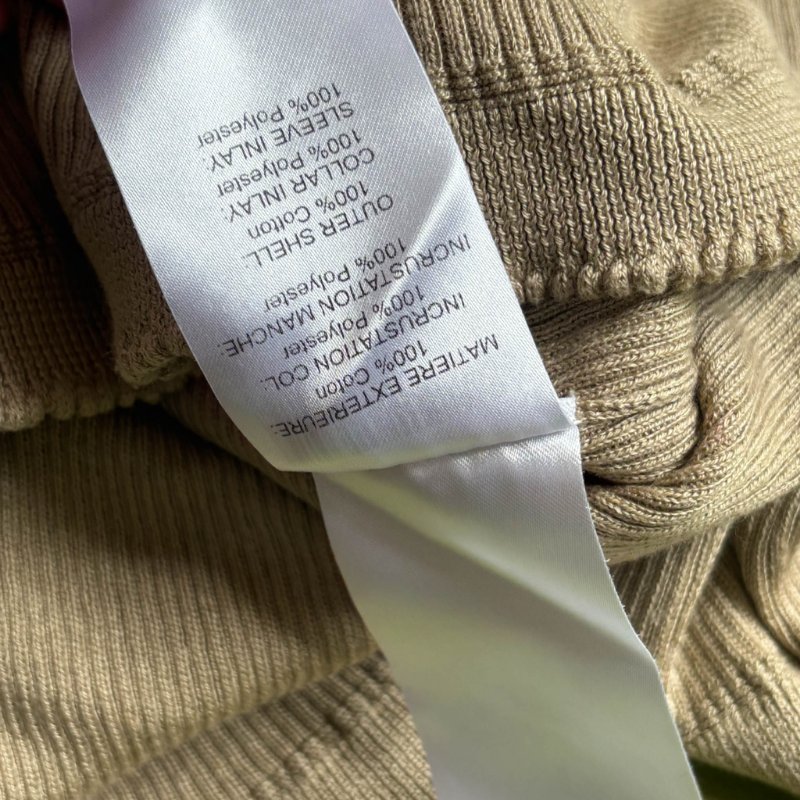 MATIERE EXTERIEURE:
100% Coton
INCRUSTATION COL:
100% Polyester
INCRUSTATION MANCHE:
100% Polyester
OUTER SHELL:
100% Cotton
COLLAR INLAY:
100% Polyester
SLEEVE INLAY:
100% Polyester